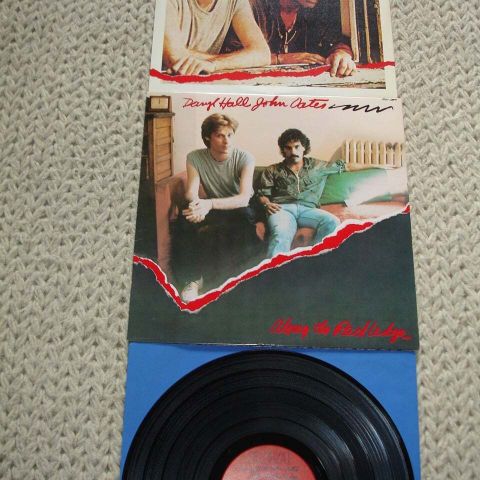 Daryl Hall John Oates
Along the Red Ledge